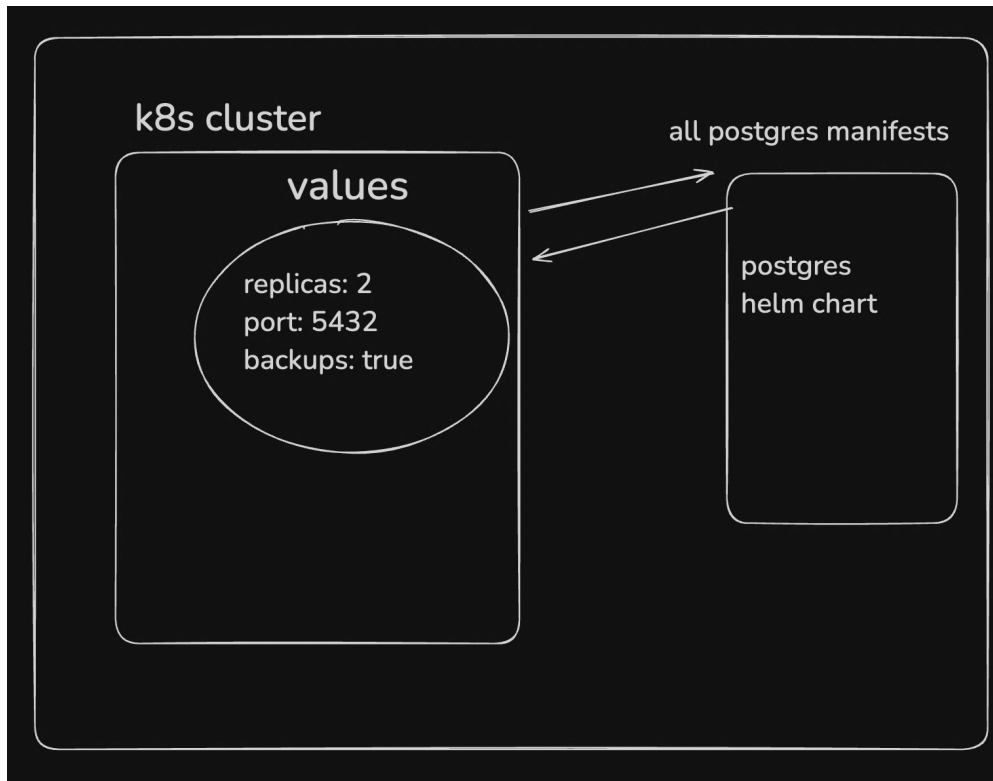 k8s cluster
values
replicas: 2
port: 5432
backups: true
all postgres manifests
postgres
helm chart